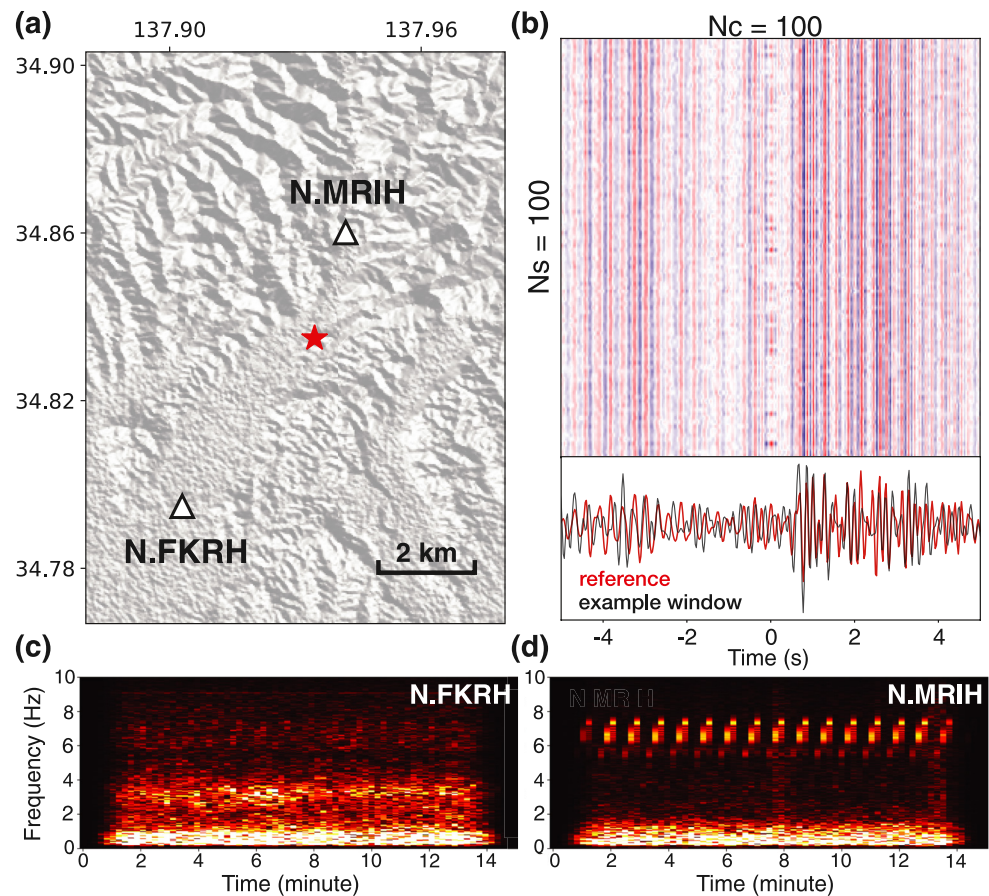 (a)
137.90
137.96
34.90
34.86
34.82
34.78
N.MRIH
N.FKRH
2 km
(b)
Nc = 100
Ns = 100
reference
example window
-4
-2
0
2
4
Time (s)
(c)
N.FKRH
Frequency (Hz)
10
8
6
4
2
0
0
2
4
6
8
10
12
14
Time (minute)
(d)
N.MRIH
N MR H
10
8
6
4
2
0
0
2
4
6
8
10
12
14
Time (minute)